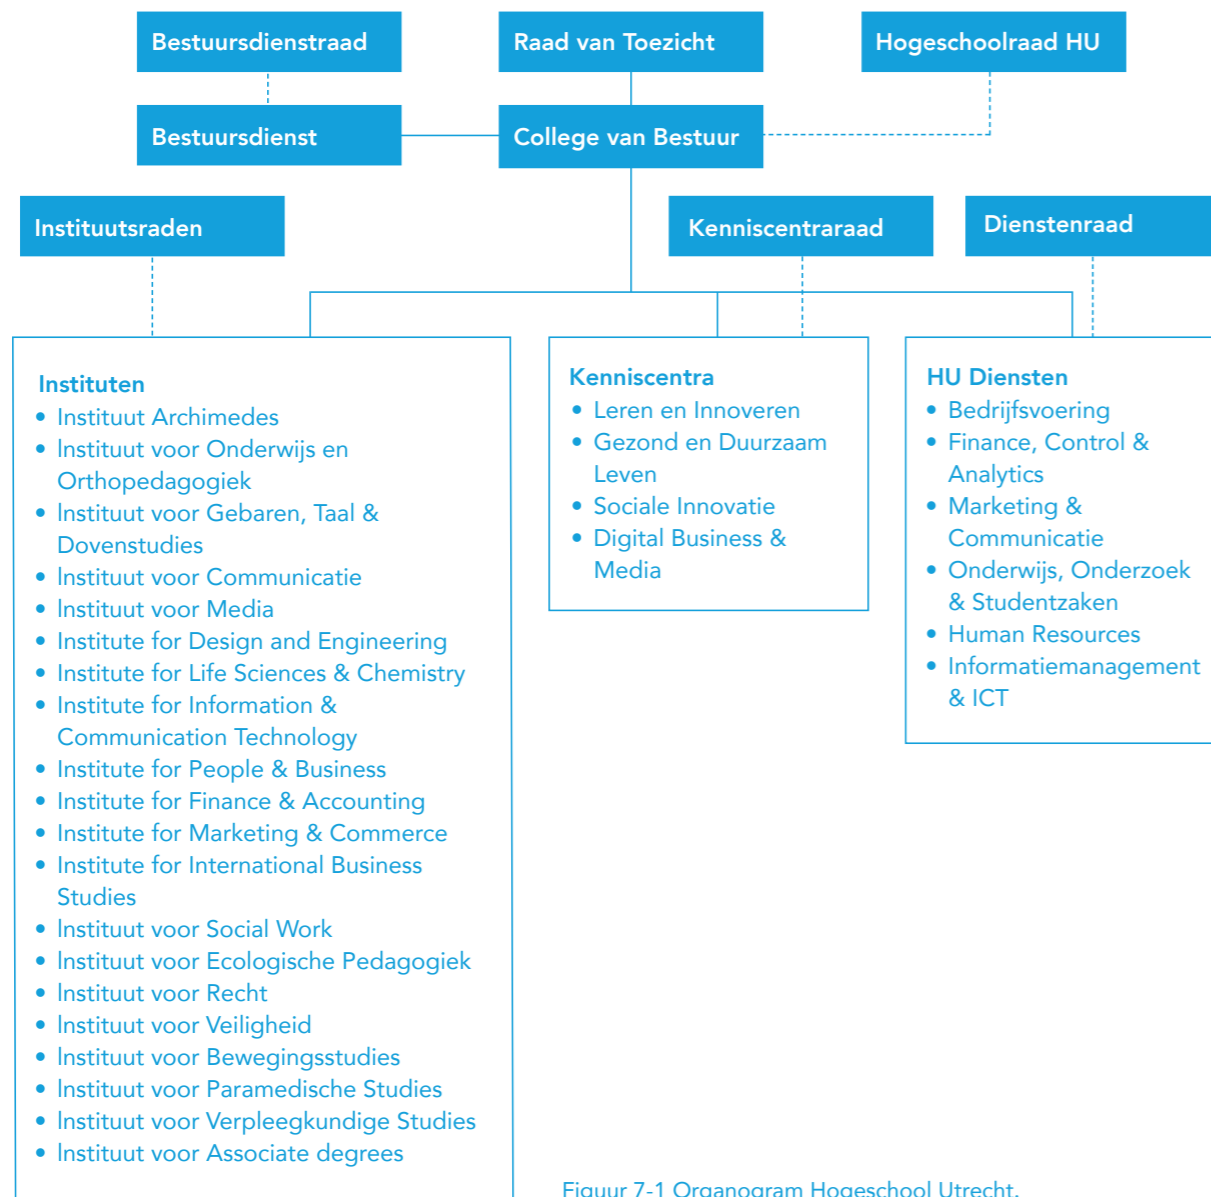 Bestuursdienstraad
Raad van Toezicht
Hogeschoolraad HU
Bestuursdienst
College van Bestuur
Instituutsraden
Kenniscentraraad
Dienstenraad
Instituten
• Instituut Archimedes
• Instituut voor Onderwijs en
Orthopedagogiek
• Instituut voor Gebaren, Taal &
Dovenstudies
• Instituut voor Communicatie
• Instituut voor Media
• Institute for Design and Engineering
• Institute for Life Sciences & Chemistry
• Institute for Information &
Communication Technology
• Institute for People & Business
• Institute for Finance & Accounting
• Institute for Marketing & Commerce
• Institute for International Business
Studies
• Instituut voor Social Work
• Instituut voor Ecologische Pedagogiek
• Instituut voor Recht
• Instituut voor Veiligheid
• Instituut voor Bewegingsstudies
• Instituut voor Paramedische Studies
• Instituut voor Verpleegkundige Studies
• Instituut voor Associate degrees
Kenniscentra
• Leren en Innoveren
• Gezond en Duurzaam
Leven
• Sociale Innovatie
• Digital Business &
Media
HU Diensten
• Bedrijfsvoering
• Finance, Control &
Analytics
• Marketing &
Communicatie
• Onderwijs, Onderzoek
& Studentzaken
• Human Resources
• Informatiemanagement
& ICT
Figuur 7-1 Organogram Hogeschool Utrecht.